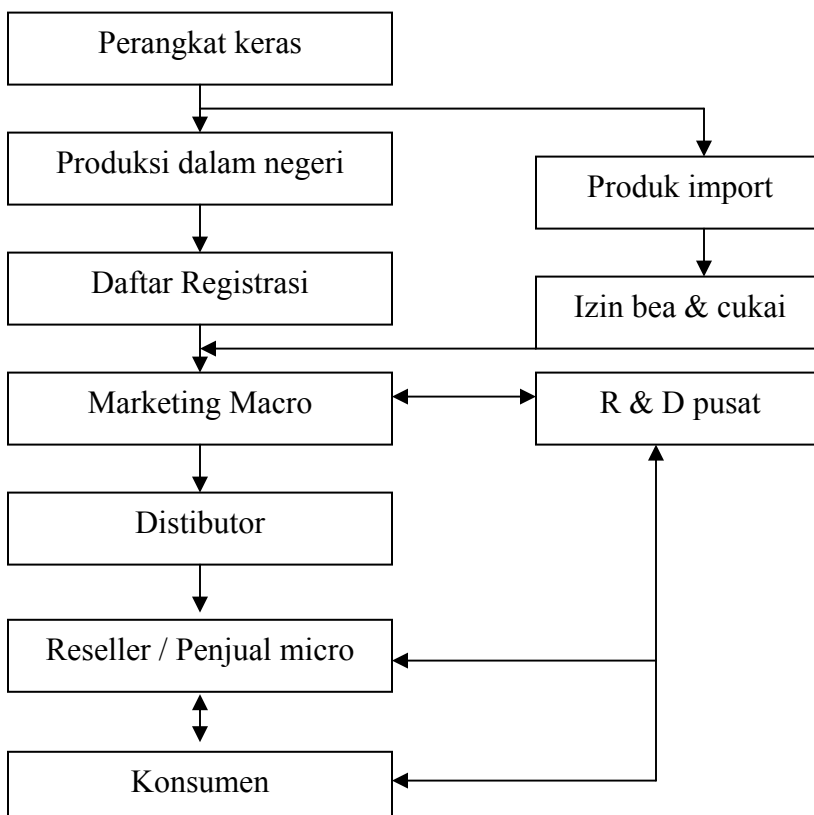 Perangkat keras
Produksi dalam negeri
Produk import
Daftar Registrasi
Izin bea & cukai
Marketing Macro
R & D pusat
Distibutor
Reseller / Penjual micro
Konsumen